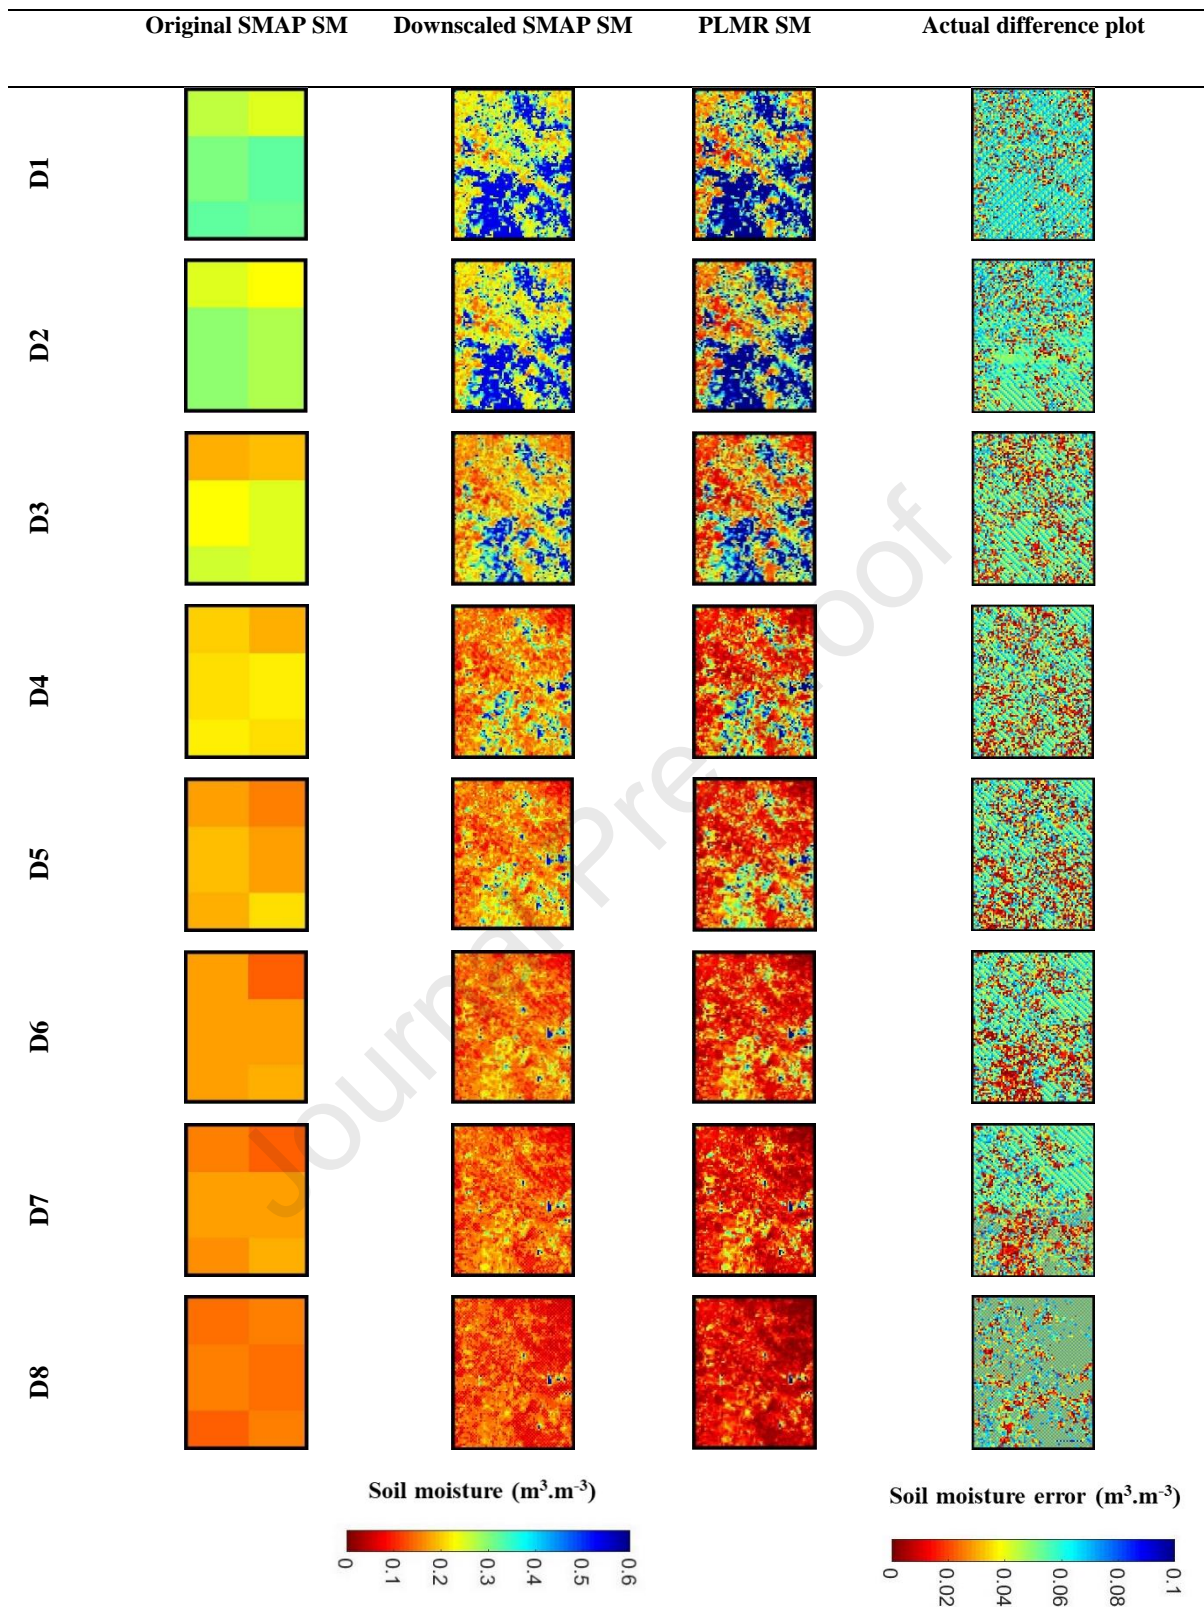 Original SMAP SM Downscaled SMAP SM PLMR SM Actual difference plot
D1
D2
D3
D4
D5
D6
D7
D8
Journal Pre-proof
Soil moisture (m³.m⁻³)
0 0.1 0.2 0.3 0.4 0.5 0.6
Soil moisture error (m³.m⁻³)
0 0.02 0.04 0.06 0.08 0.1